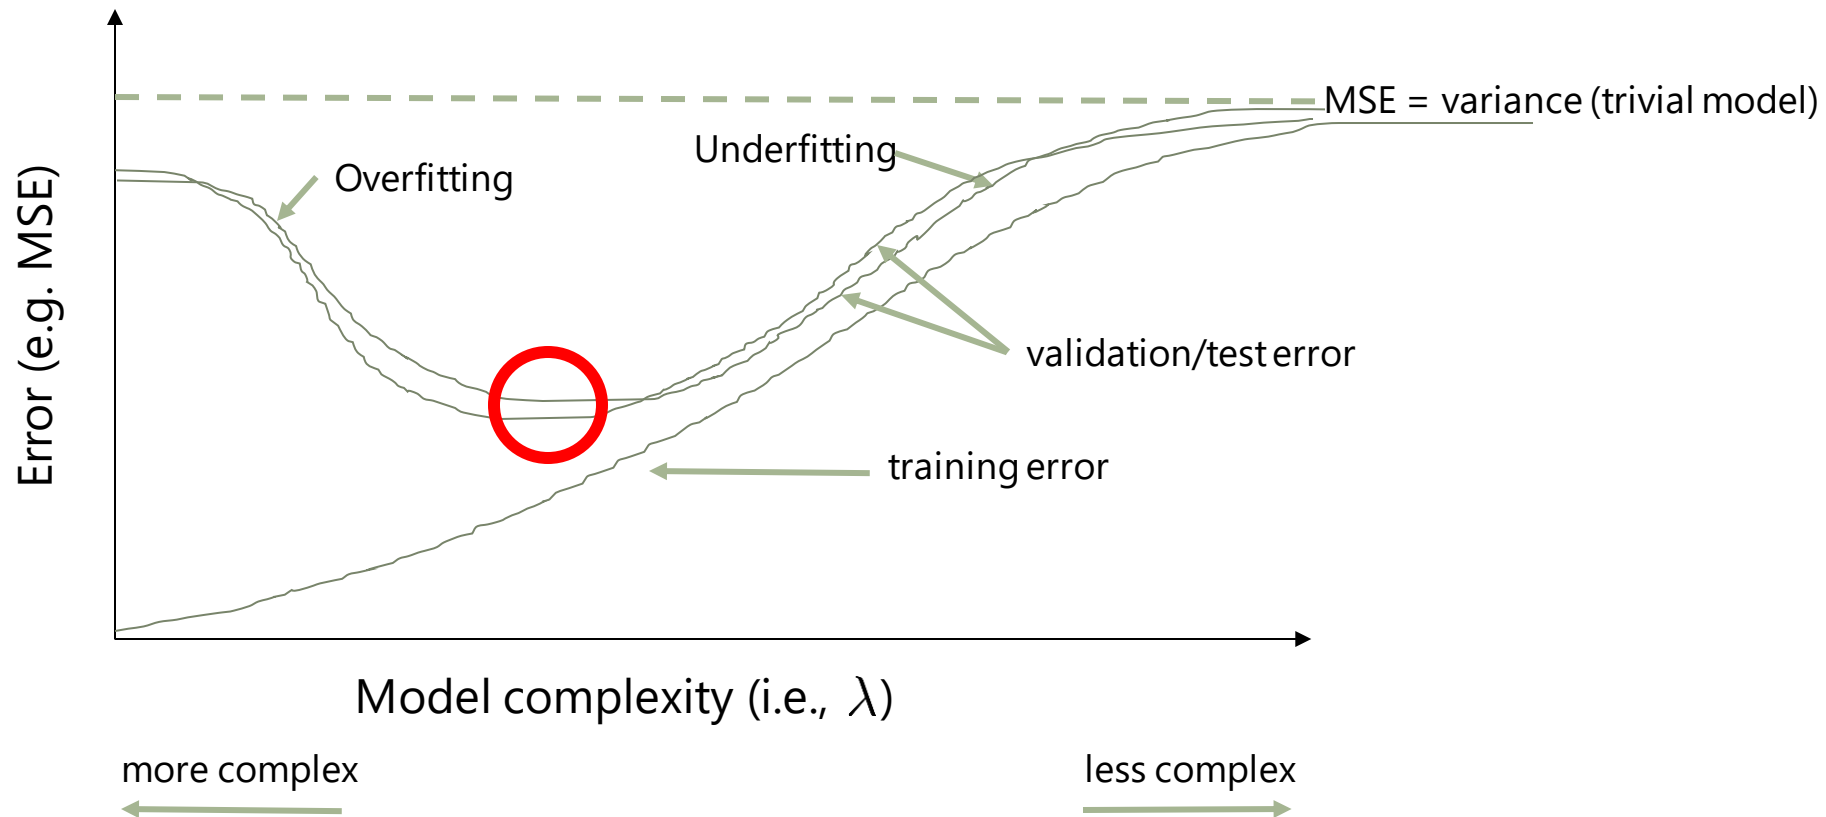 MSE = variance (trivial model)
Underfitting
Overfitting
Error (e.g. MSE)
validation/test error
training error
Model complexity (i.e., λ)
more complex
less complex